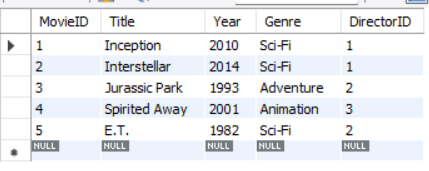 MovieID Title Year Genre DirectorID
1 Inception 2010 Sci-Fi 1
2 Interstellar 2014 Sci-Fi 1
3 Jurassic Park 1993 Adventure 2
4 Spirited Away 2001 Animation 3
5 E.T. 1982 Sci-Fi 2
NULL NULL NULL NULL NULL